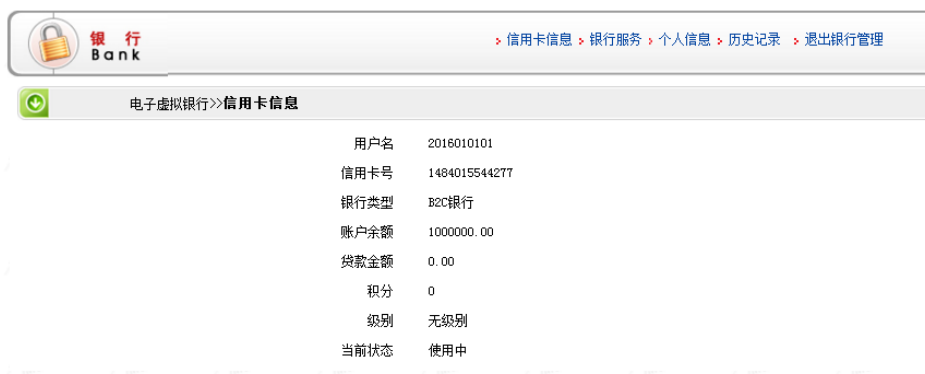 银 行
Bank
信用卡信息 银行服务 个人信息 历史记录 退出银行管理
电子虚拟银行>>信用卡信息
用户名 2016010101
信用卡号 1484015544277
银行类型 B2C银行
账户余额 1000000.00
贷款金额 0.00
积分 0
级别 无级别
当前状态 使用中